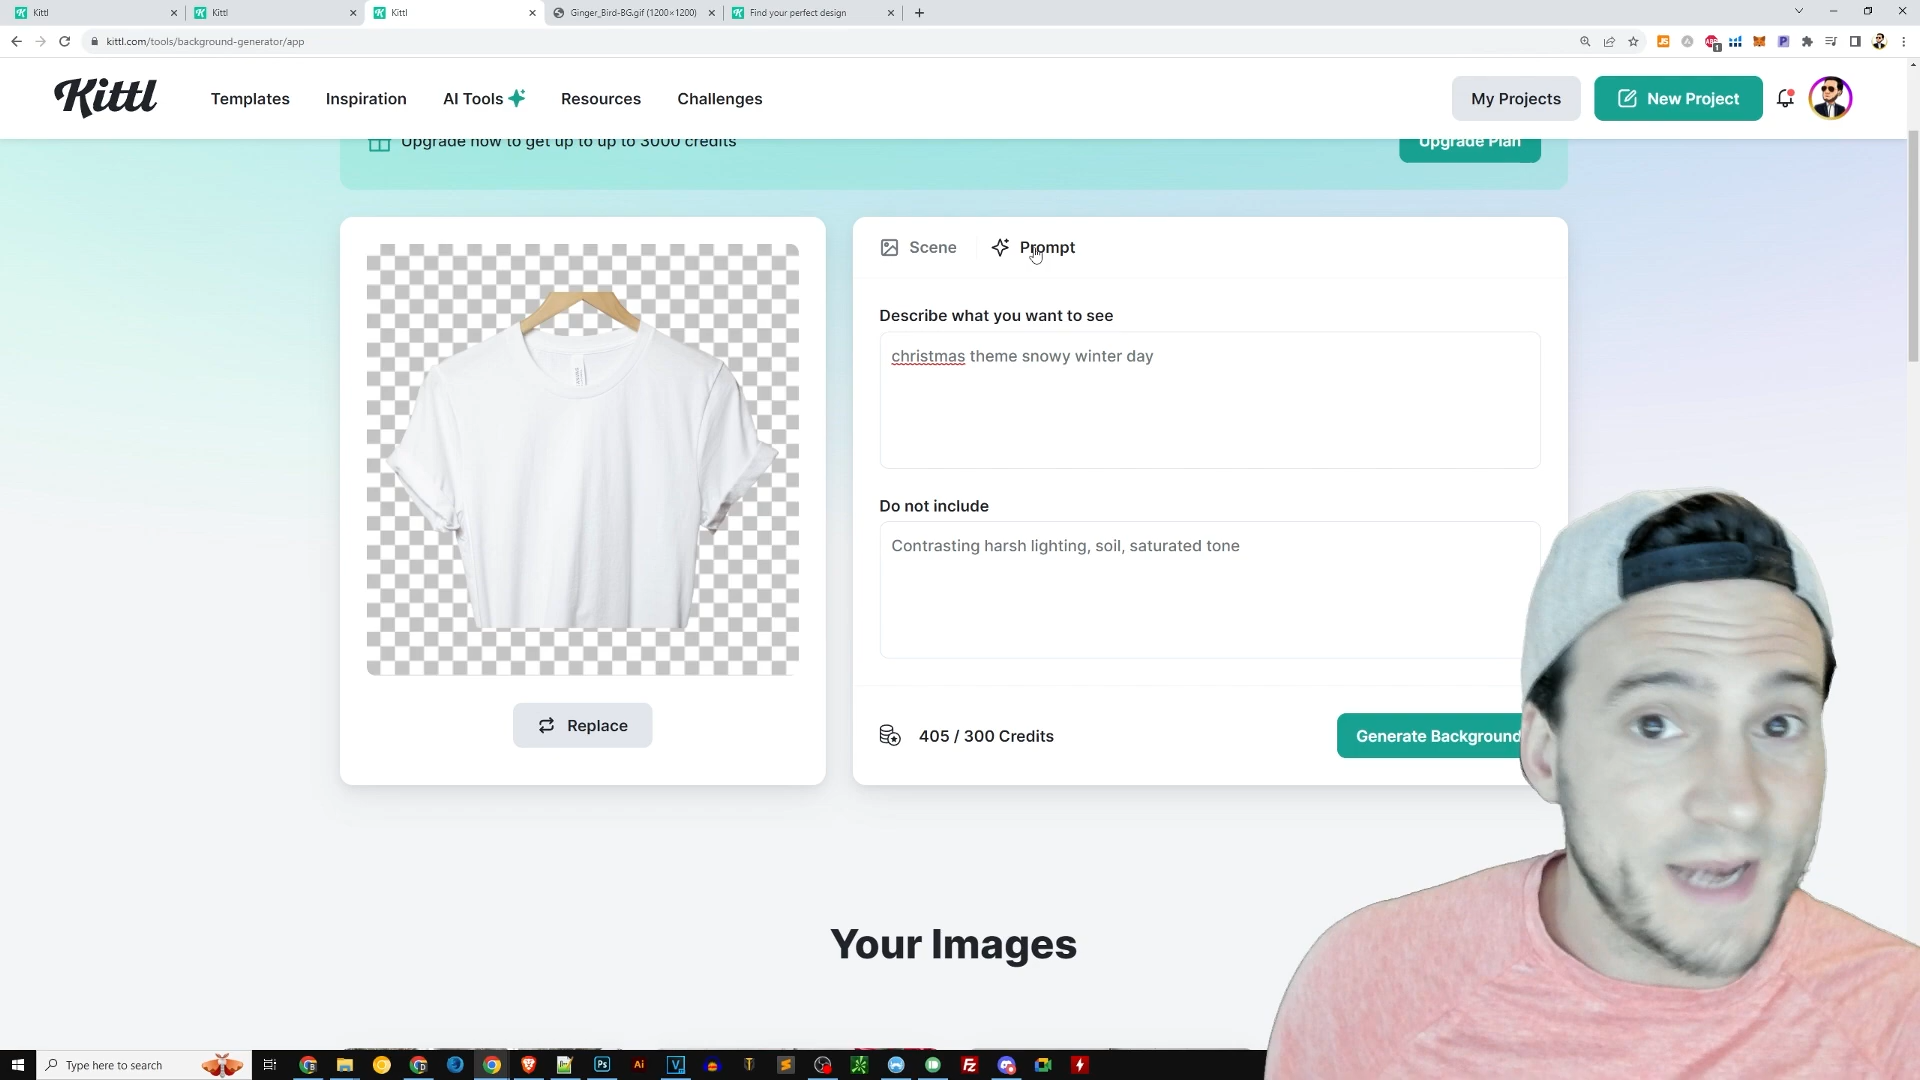 Kittl
Kittl
Kittl
Ginger_Bird-BG.gif (1200×1200)
Find your perfect design
kittl.com/tools/background-generator/app
1
Kittl
Templates
Inspiration
AI Tools
Resources
Challenges
My Projects
New Project
Upgrade now to get up to up to 3000 credits
Upgrade Plan
Scene
Prompt
Describe what you want to see
christmas theme snowy winter day
Do not include
Contrasting harsh lighting, soil, saturated tone
Replace
405 / 300 Credits
Generate Background
Your Images
Type here to search
Ps
Ai